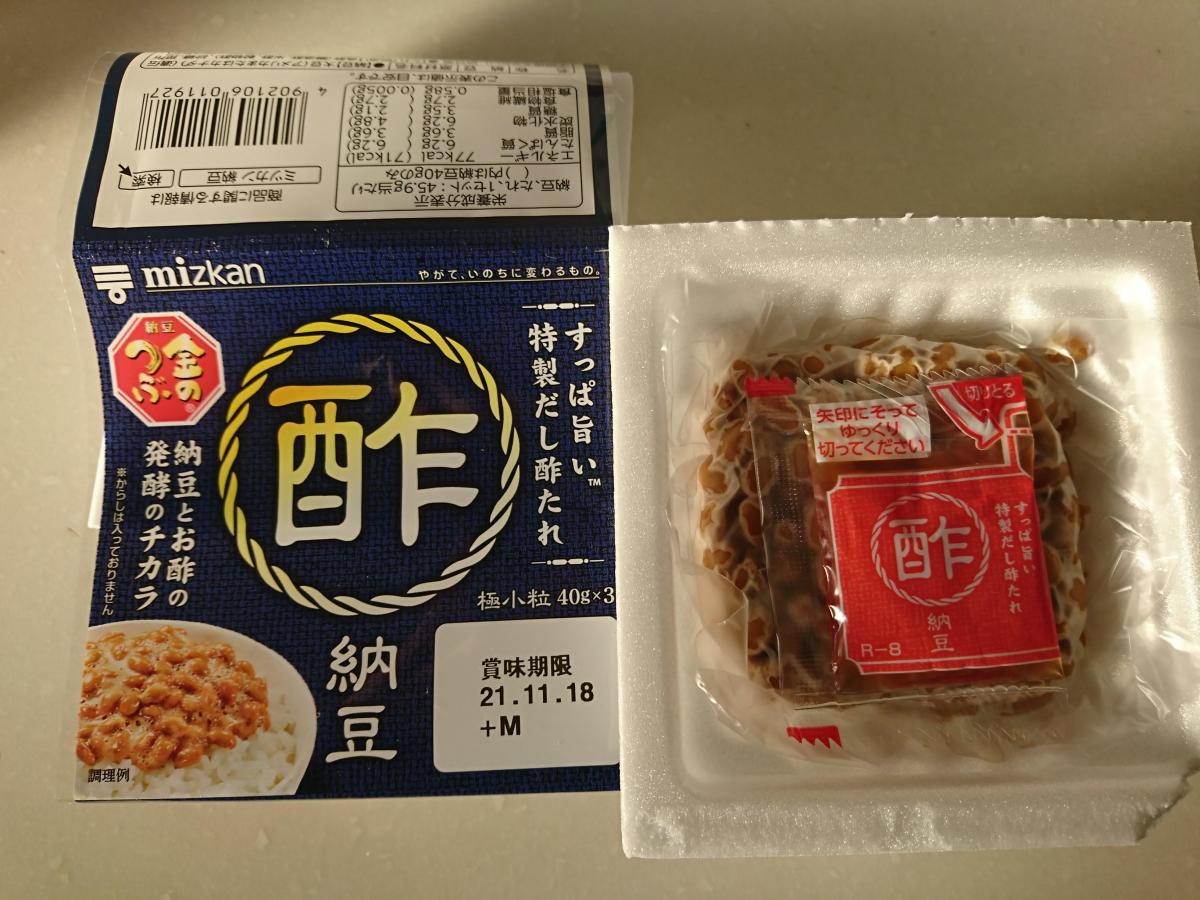 商品に関する情報は
ミツカン 納豆
検索
4 902106 011927
栄養成分表示
納豆、たれ、1セット：45.9g当たり
( )内は納豆40gのみ
エネルギー 77kcal (71kcal)
たんぱく質 6.2g (6.2g)
脂質 3.6g (3.6g)
炭水化物 6.2g (4.8g)
糖質 3.5g (2.1g)
食物繊維 2.7g (2.7g)
食塩相当量 0.58g (0.005g)
この表示値は、目安です。
mizkan
やがて、いのちに変わるもの。
納豆
金の
つぶ
®
すっぱ旨い™
特製だし酢たれ
酢
納豆
納豆とお酢の
発酵のチカラ
※からしは入っておりません
極小粒 40g×3
賞味期限
21.11.18
+M
調理例
切りとる
矢印にそって
ゆっくり
切ってください
すっぱ旨い
特製だし酢たれ
酢
納豆
R-8